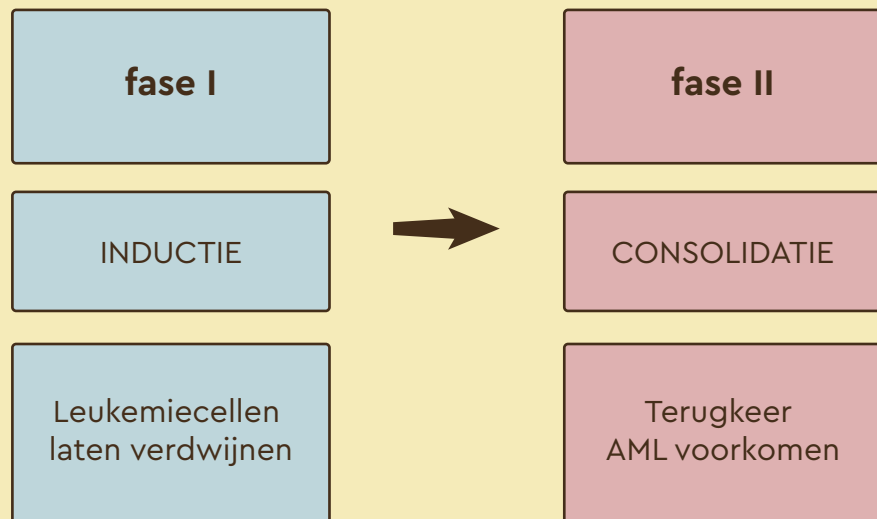 fase I
INDUCTIE
Leukemiecellen
laten verdwijnen
fase II
CONSOLIDATIE
Terugkeer
AML voorkomen